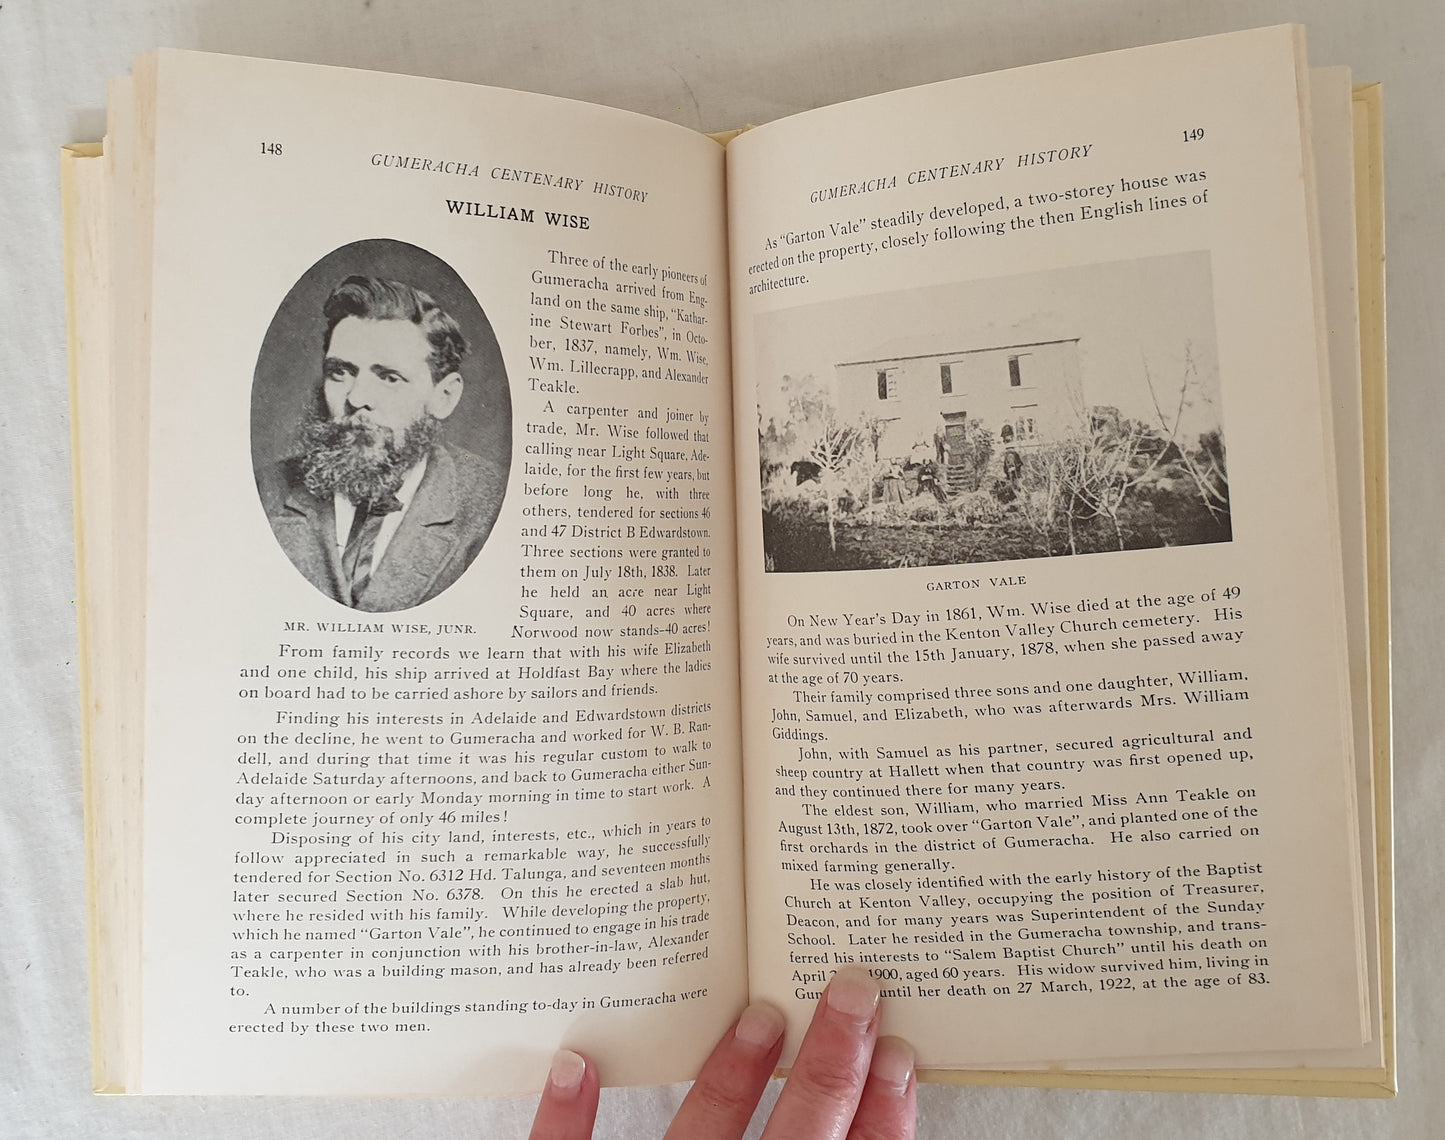 148
GUMERACHA CENTENARY HISTORY
WILLIAM WISE
Three of the early pioneers of
Gumeracha arrived from Eng-
land on the same ship, "Kathar-
ine Stewart Forbes", in Octo-
ber, 1837, namely, Wm. Wise,
Wm. Lillecrapp, and Alexander
Teakle.
A carpenter and joiner by
trade, Mr. Wise followed that
calling near Light Square, Ade-
laide, for the first few years, but
before long he, with three
others, tendered for sections 46
and 47 District B Edwardstown.
Three sections were granted to
them on July 18th, 1838. Later
he held an acre near Light
Square, and 40 acres where
Norwood now stands-40 acres!
MR. WILLIAM WISE, JUNR.
From family records we learn that with his wife Elizabeth
and one child, his ship arrived at Holdfast Bay where the ladies
on board had to be carried ashore by sailors and friends.
Finding his interests in Adelaide and Edwardstown districts
on the decline, he went to Gumeracha and worked for W. B. Ran-
dell, and during that time it was his regular custom to walk to
Adelaide Saturday afternoons, and back to Gumeracha either Sun-
day afternoon or early Monday morning in time to start work. A
complete journey of only 46 miles!
Disposing of his city land, interests, etc., which in years to
follow appreciated in such a remarkable way, he successfully
tendered for Section No. 6312 Hd. Talunga, and seventeen months
later secured Section No. 6378. On this he erected a slab hut,
where he resided with his family. While developing the property,
which he named "Garton Vale", he continued to engage in his trade
as a carpenter in conjunction with his brother-in-law, Alexander
Teakle, who was a building mason, and has already been referred
to.
A number of the buildings standing to-day in Gumeracha were
erected by these two men.
149
GUMERACHA CENTENARY HISTORY
As "Garton Vale" steadily developed, a two-storey house was
erected on the property, closely following the then English lines of
architecture.
GARTON VALE
On New Year's Day in 1861, Wm. Wise died at the age of 49
years, and was buried in the Kenton Valley Church cemetery. His
wife survived until the 15th January, 1878, when she passed away
at the age of 70 years.
Their family comprised three sons and one daughter, William,
John, Samuel, and Elizabeth, who was afterwards Mrs. William
Giddings.
John, with Samuel as his partner, secured agricultural and
sheep country at Hallett when that country was first opened up,
and they continued there for many years.
The eldest son, William, who married Miss Ann Teakle on
August 13th, 1872, took over "Garton Vale", and planted one of the
first orchards in the district of Gumeracha. He also carried on
mixed farming generally.
He was closely identified with the early history of the Baptist
Church at Kenton Valley, occupying the position of Treasurer,
Deacon, and for many years was Superintendent of the Sunday
School. Later he resided in the Gumeracha township, and trans-
ferred his interests to "Salem Baptist Church" until his death on
April 1900, aged 60 years. His widow survived him, living in
until her death on 27 March, 1922, at the age of 83.